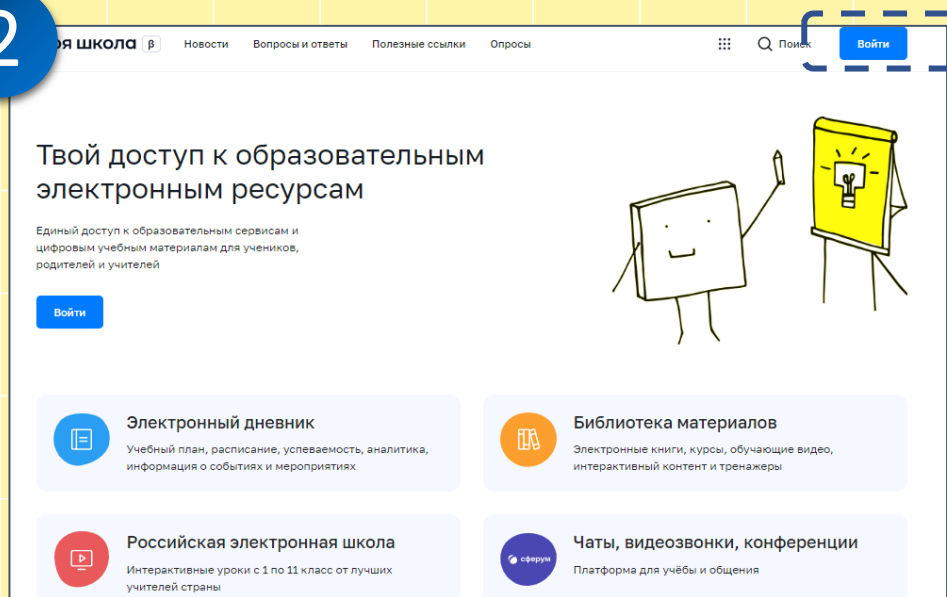 2
оя школа β
Новости
Вопросы и ответы
Полезные ссылки
Опросы
Поиск
Войти
Твой доступ к образовательным
электронным ресурсам
Единый доступ к образовательным сервисам и
цифровым учебным материалам для учеников,
родителей и учителей
Войти
Электронный дневник
Учебный план, расписание, успеваемость, аналитика,
информация о событиях и мероприятиях
Библиотека материалов
Электронные книги, курсы, обучающие видео,
интерактивный контент и тренажеры
Российская электронная школа
Интерактивные уроки с 1 по 11 класс от лучших
учителей страны
сферум
Чаты, видеозвонки, конференции
Платформа для учёбы и общения